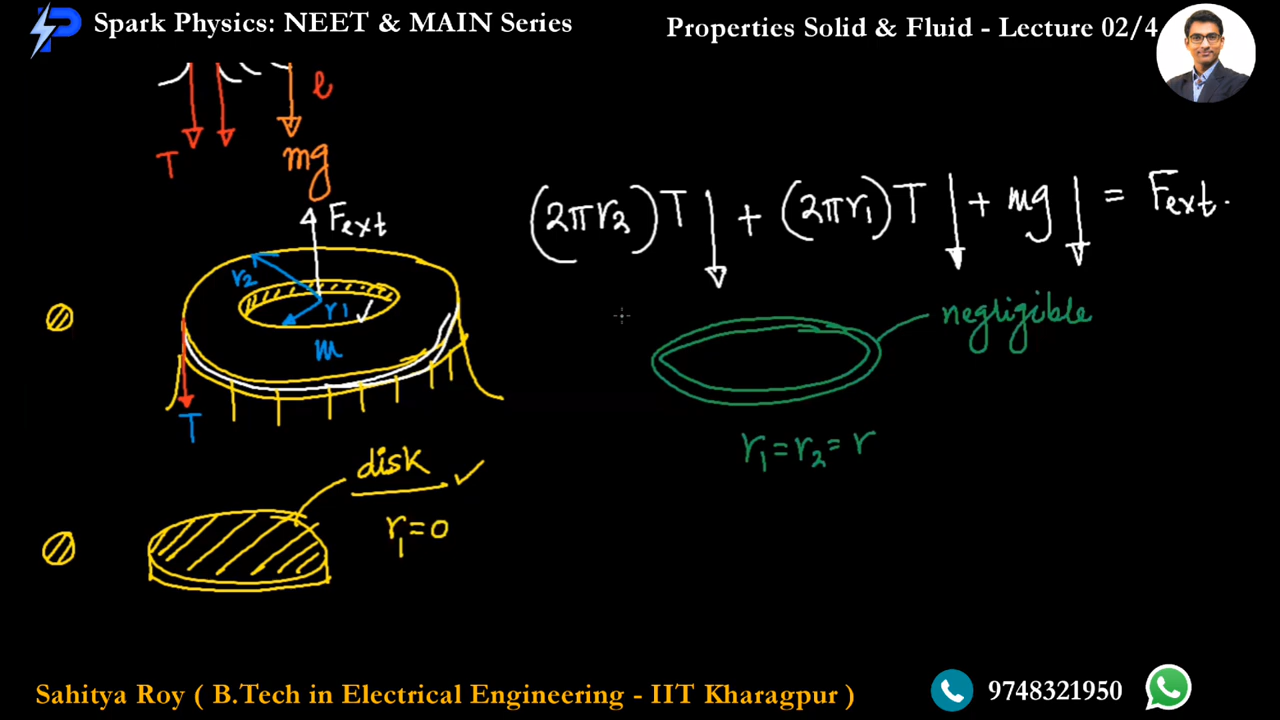 Spark Physics: NEET & MAIN Series
Properties Solid & Fluid - Lecture 02/4
T
l
mg
Fext
(2πr2)T + (2πr1)T + mg = Fext.
r2
r1
m
T
negligible
r1=r2=r
disk
r1=0
Sahitya Roy ( B.Tech in Electrical Engineering - IIT Kharagpur )
9748321950